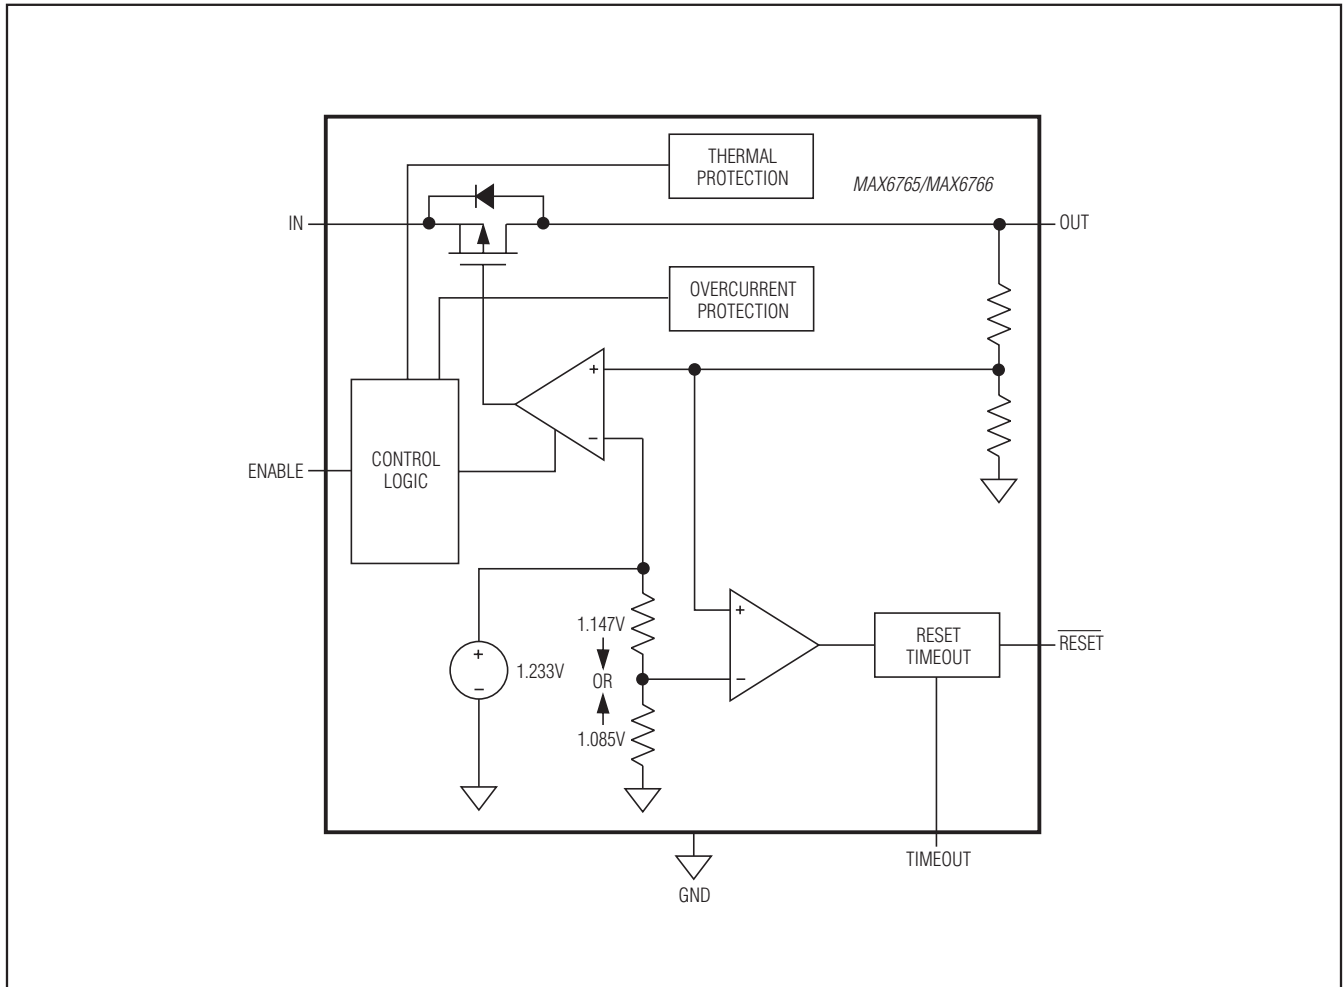 THERMAL
PROTECTION
MAX6765/MAX6766
IN
OUT
OVERCURRENT
PROTECTION
+
−
ENABLE
CONTROL
LOGIC
1.147V
OR
1.085V
+
−
1.233V
+
−
RESET
TIMEOUT
RESET
TIMEOUT
GND